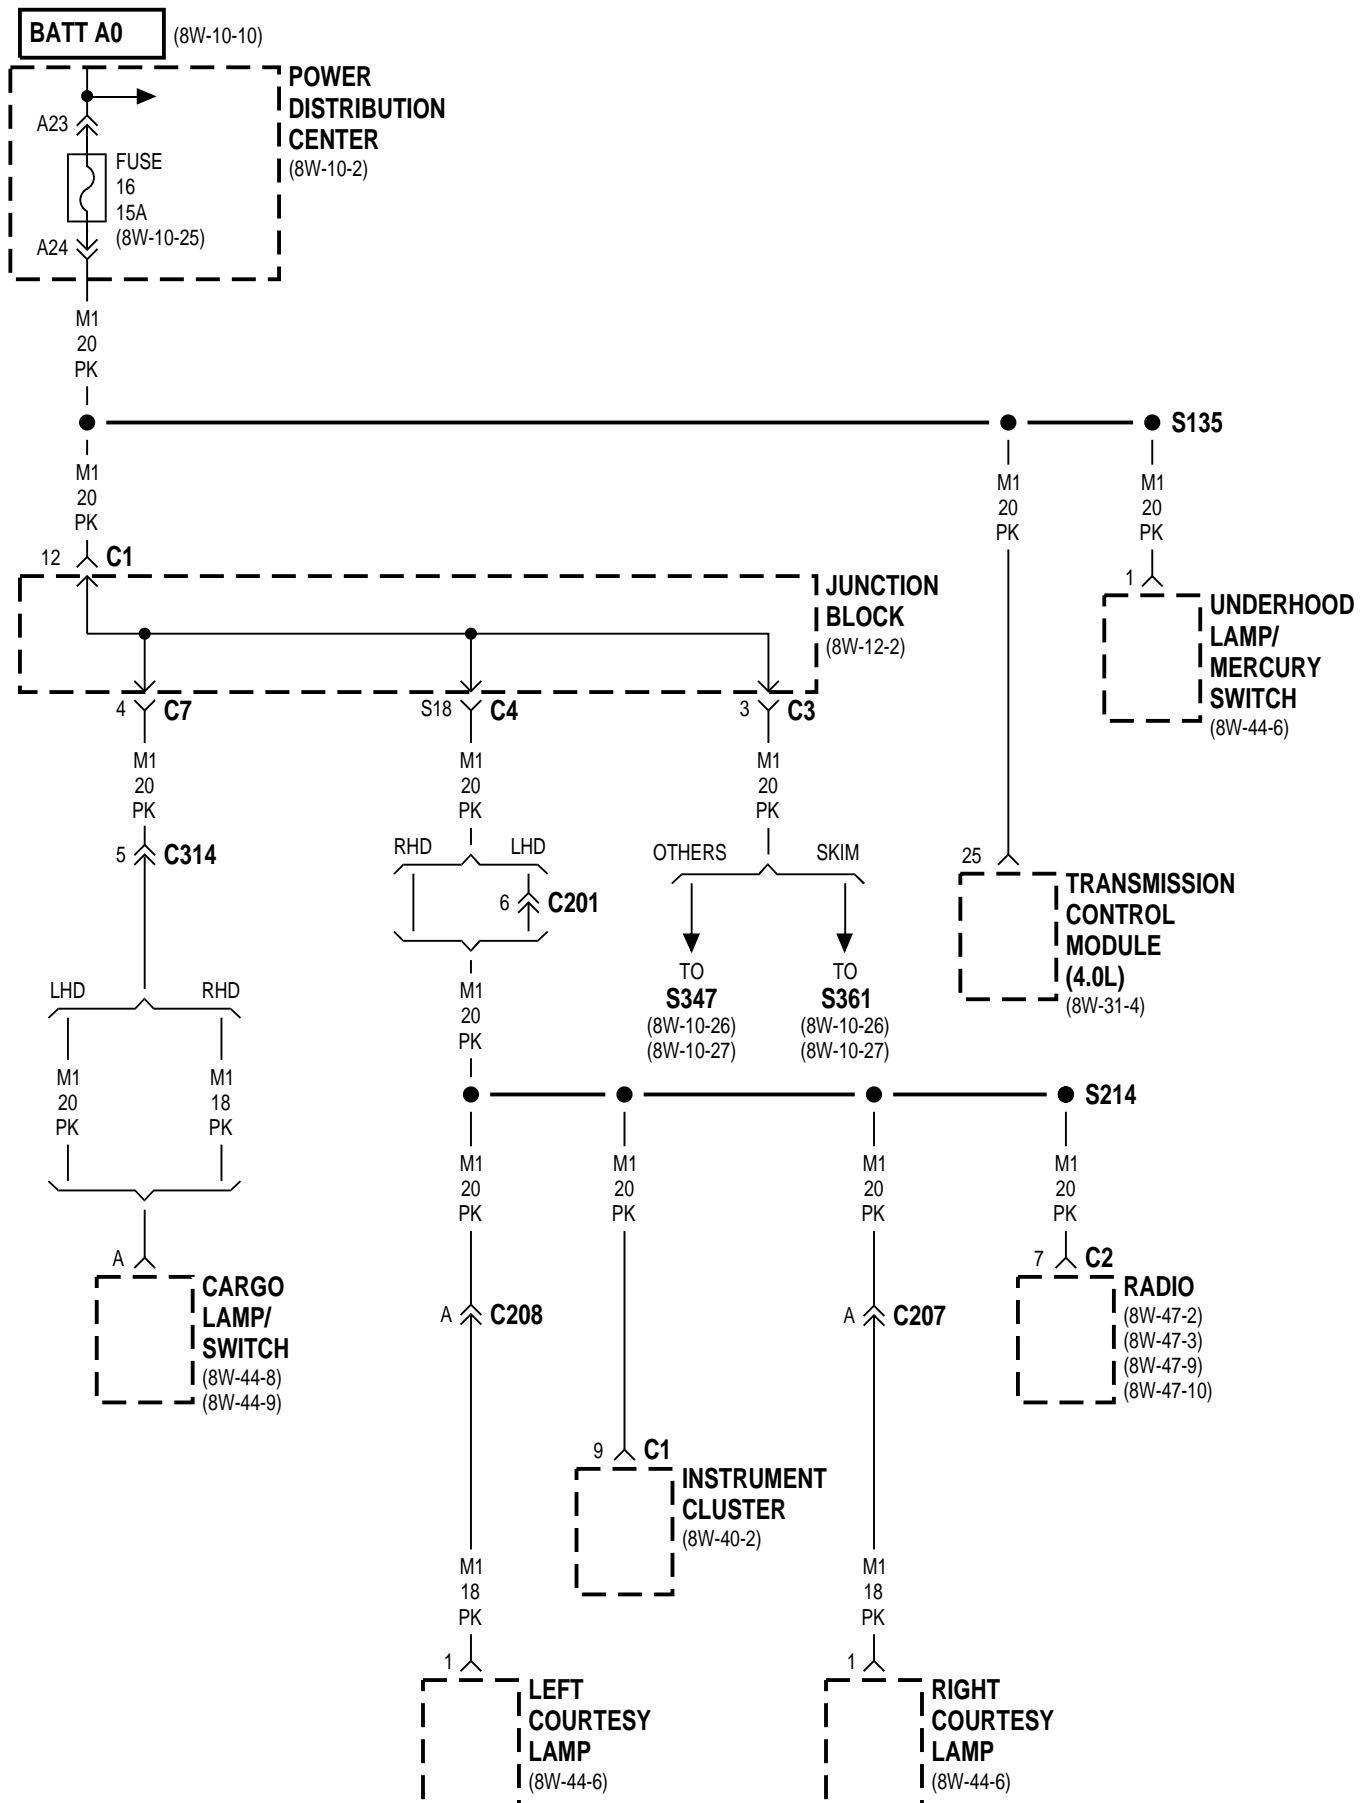 BATT A0 (8W-10-10)
POWER
DISTRIBUTION
CENTER
(8W-10-2)
A23
FUSE
16
15A
(8W-10-25)
A24
M1
20
PK
S135
M1
20
PK
M1
20
PK
M1
20
PK
12 C1
JUNCTION
BLOCK
(8W-12-2)
1
UNDERHOOD
LAMP/
MERCURY
SWITCH
(8W-44-6)
4 C7
S18 C4
3 C3
M1
20
PK
M1
20
PK
M1
20
PK
5 C314
RHD LHD
6 C201
OTHERS SKIM
TO
S347
(8W-10-26)
(8W-10-27)
TO
S361
(8W-10-26)
(8W-10-27)
25
TRANSMISSION
CONTROL
MODULE
(4.0L)
(8W-31-4)
LHD RHD
M1
20
PK
M1
18
PK
M1
20
PK
S214
M1
20
PK
M1
20
PK
M1
20
PK
M1
20
PK
A
CARGO
LAMP/
SWITCH
(8W-44-8)
(8W-44-9)
A C208
A C207
7 C2
RADIO
(8W-47-2)
(8W-47-3)
(8W-47-9)
(8W-47-10)
9 C1
INSTRUMENT
CLUSTER
(8W-40-2)
M1
18
PK
M1
18
PK
1
LEFT
COURTESY
LAMP
(8W-44-6)
1
RIGHT
COURTESY
LAMP
(8W-44-6)